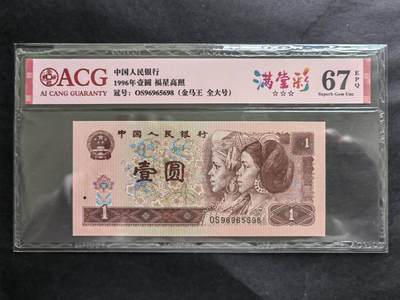 ACG
AI CANG GUARANTY
中国人民银行
1996年壹圆 福星高照
冠号：OS96965698（金马王 全大号）
满堂彩
☆☆☆
67 EPQ
Superb Gem Unc
中国人民银行
1
壹圆
1
1
OS96965698